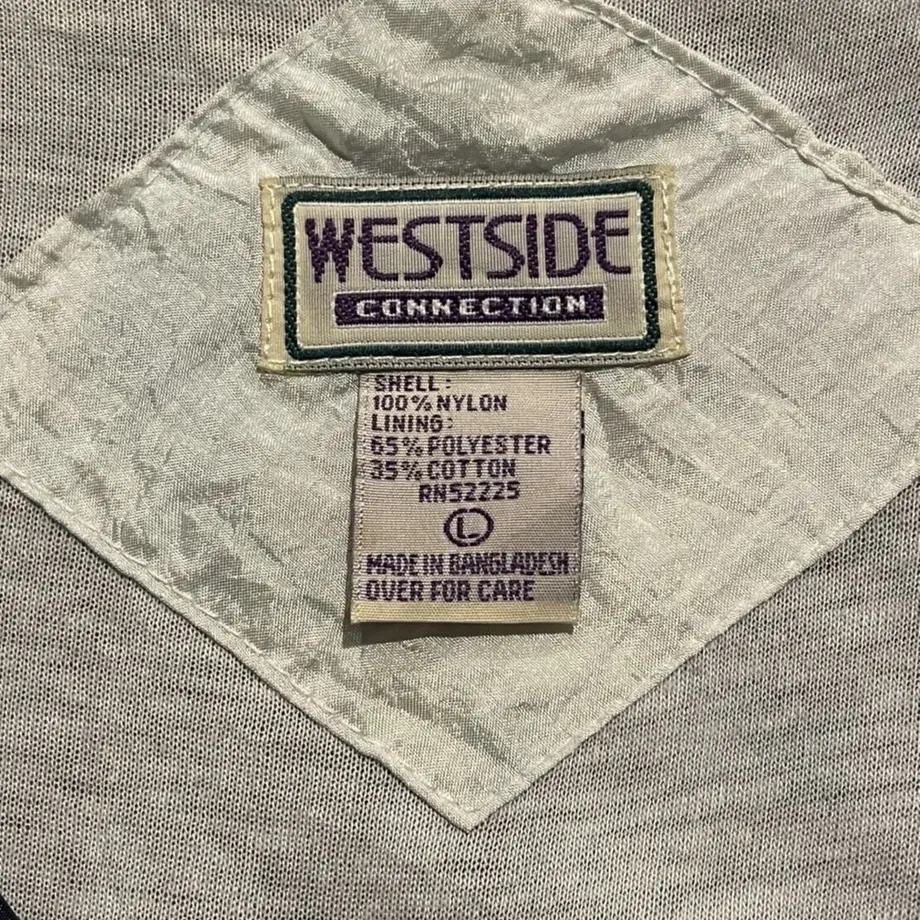 WESTSIDE
CONNECTION
SHELL:
100% NYLON
LINING:
65% POLYESTER
35% COTTON
RN52225
L
MADE IN BANGLADESH
OVER FOR CARE